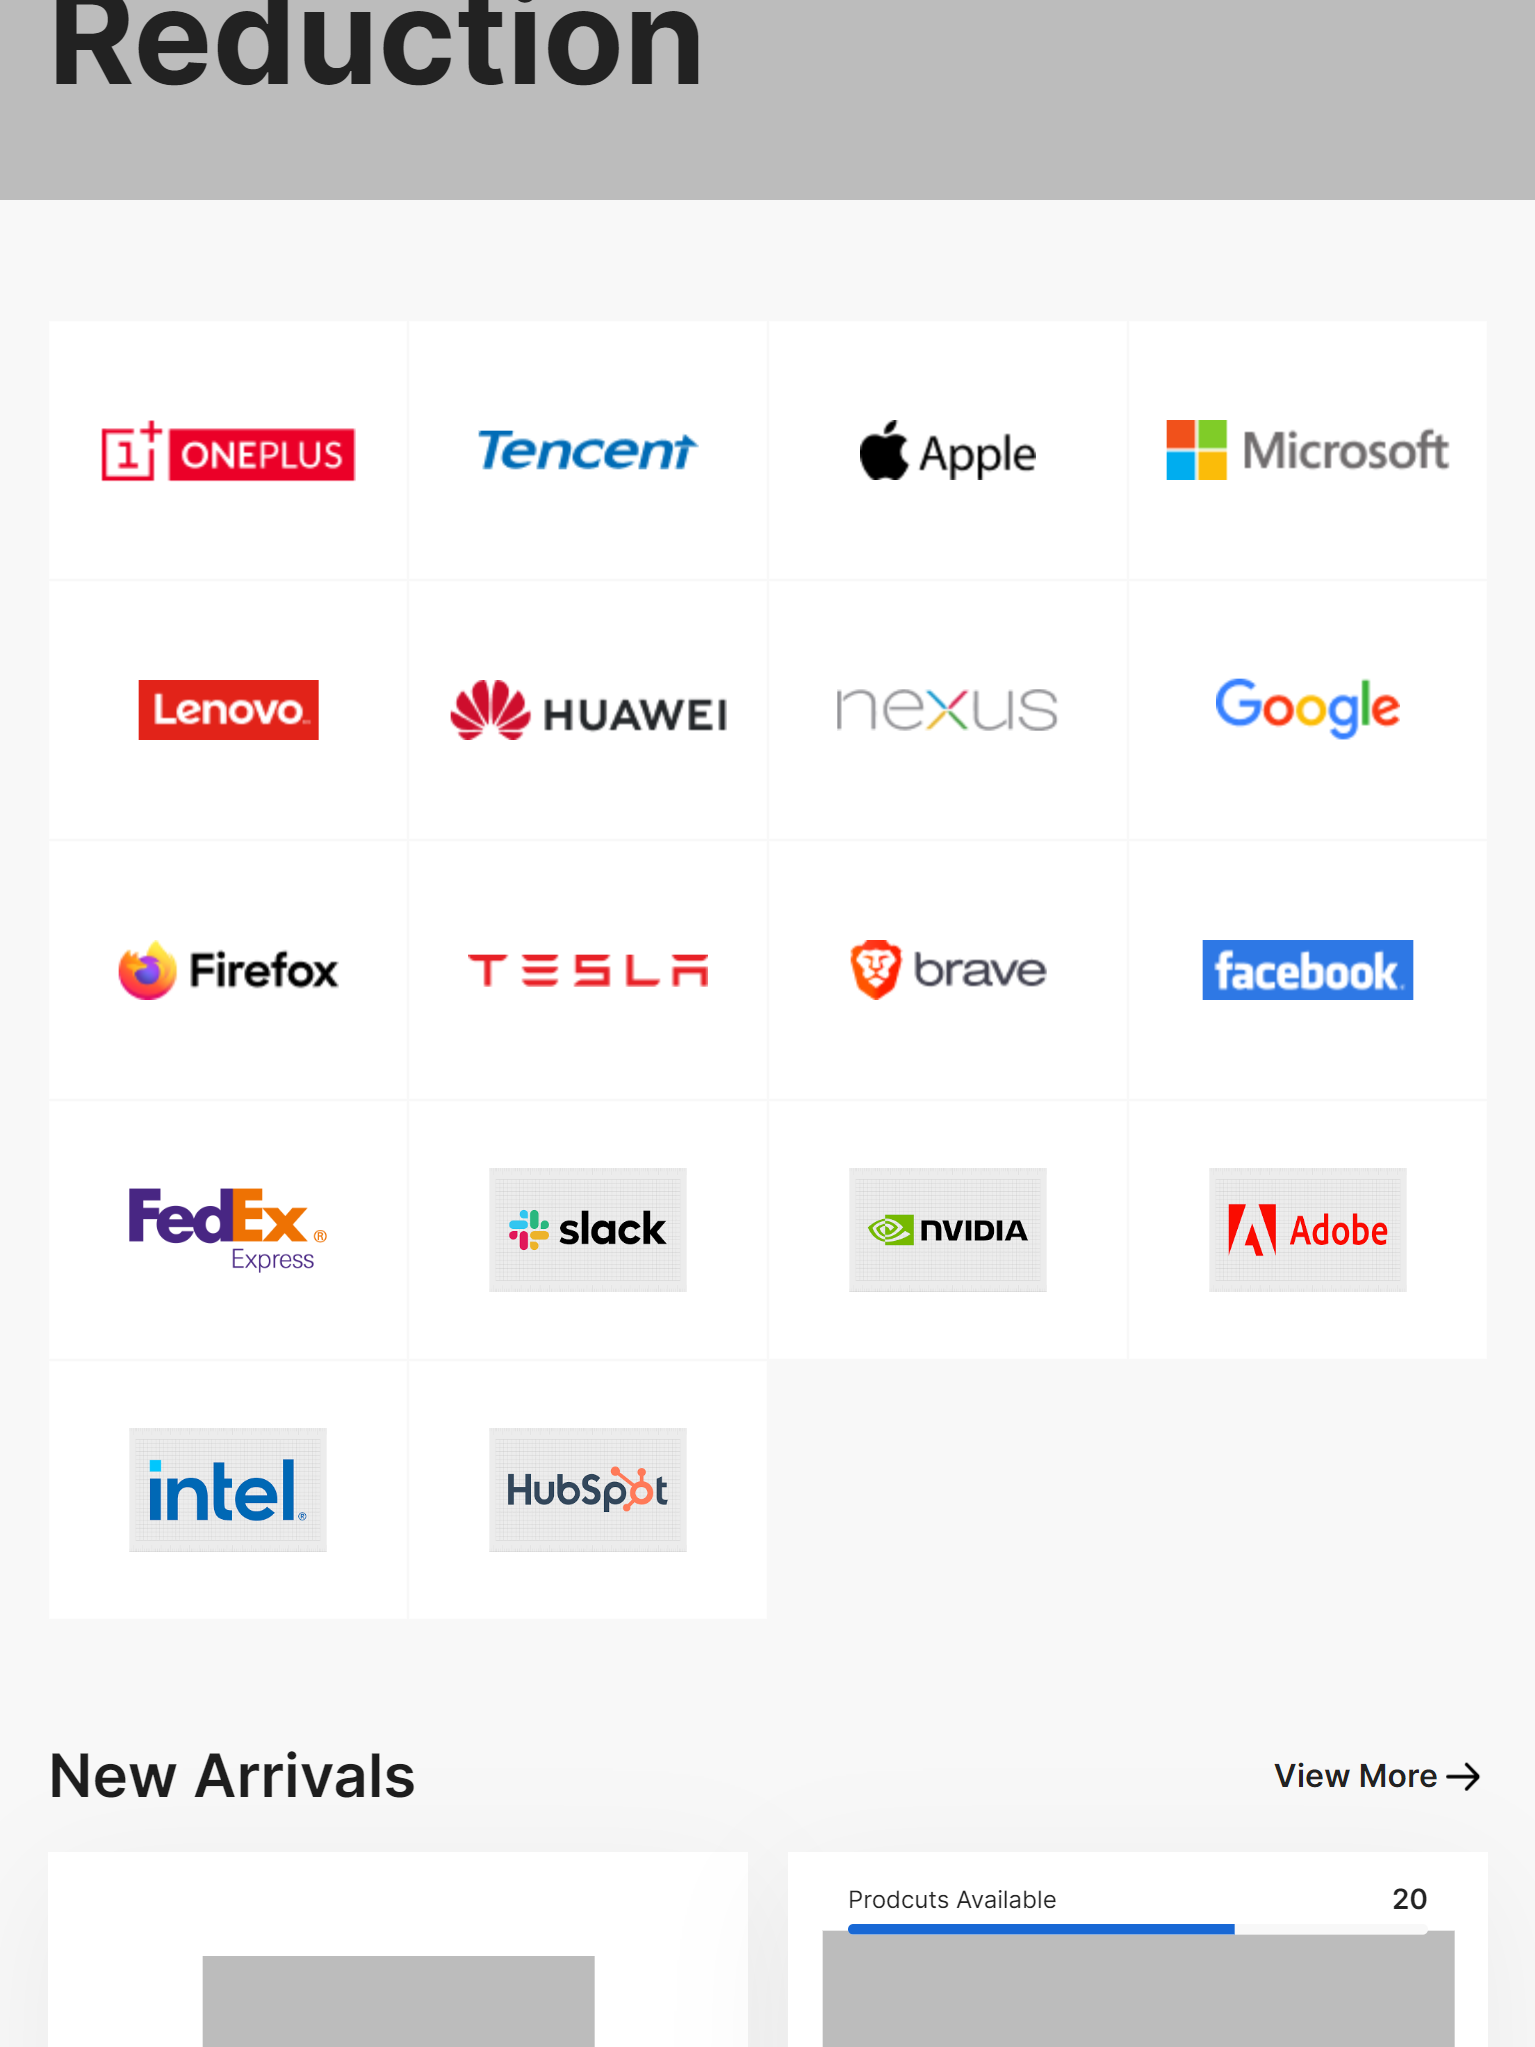 Reduction
1+ ONEPLUS
Tencent
Apple
Microsoft
Lenovo
HUAWEI
nexus
Google
Firefox
TESLA
brave
facebook
FedEx ®
Express
slack
NVIDIA
Adobe
intel ®
HubSpot
New Arrivals
View More
Prodcuts Available
20